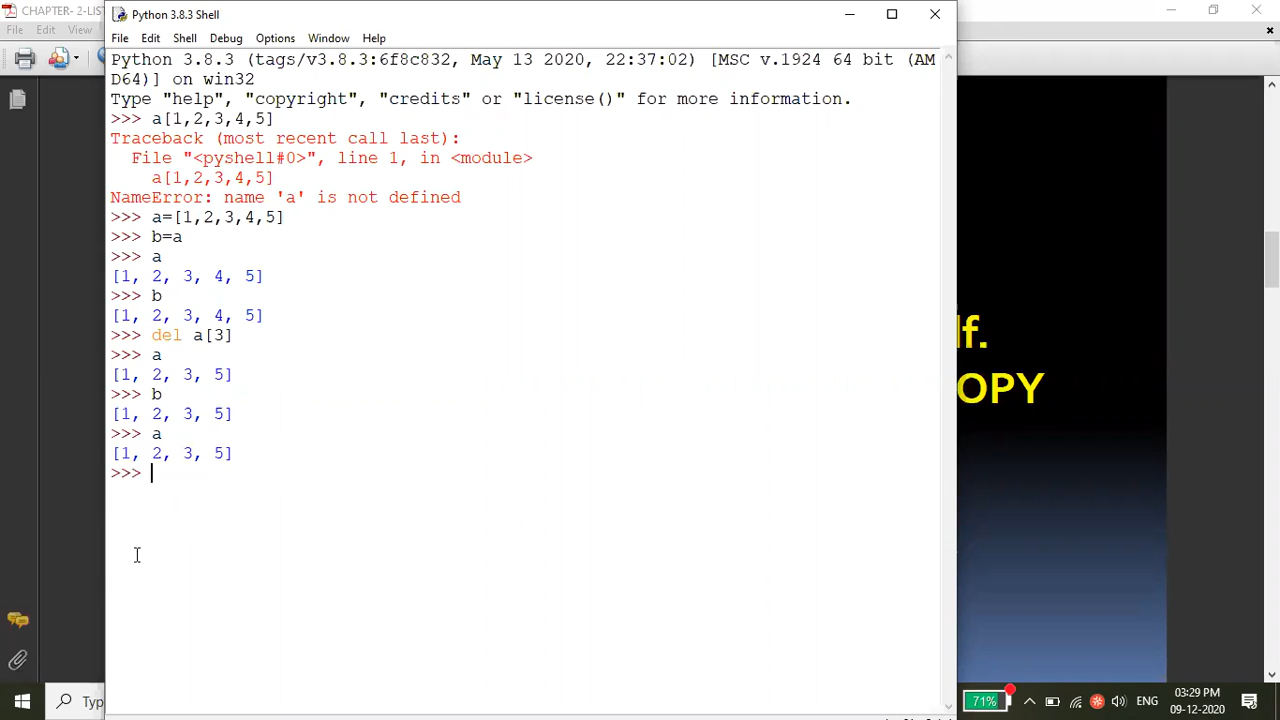 CHAPTER- 2-LIST
File Edit View
Python 3.8.3 Shell
File Edit Shell Debug Options Window Help
Python 3.8.3 (tags/v3.8.3:6f8c832, May 13 2020, 22:37:02) [MSC v.1924 64 bit (AM
D64)] on win32
Type "help", "copyright", "credits" or "license()" for more information.
>>> a[1,2,3,4,5]
Traceback (most recent call last):
  File "<pyshell#0>", line 1, in <module>
    a[1,2,3,4,5]
NameError: name 'a' is not defined
>>> a=[1,2,3,4,5]
>>> b=a
>>> a
[1, 2, 3, 4, 5]
>>> b
[1, 2, 3, 4, 5]
>>> del a[3]
>>> a
[1, 2, 3, 5]
>>> b
[1, 2, 3, 5]
>>> a
[1, 2, 3, 5]
>>>
lf.
OPY
Typ
71%
ENG
03:29 PM
09-12-2020